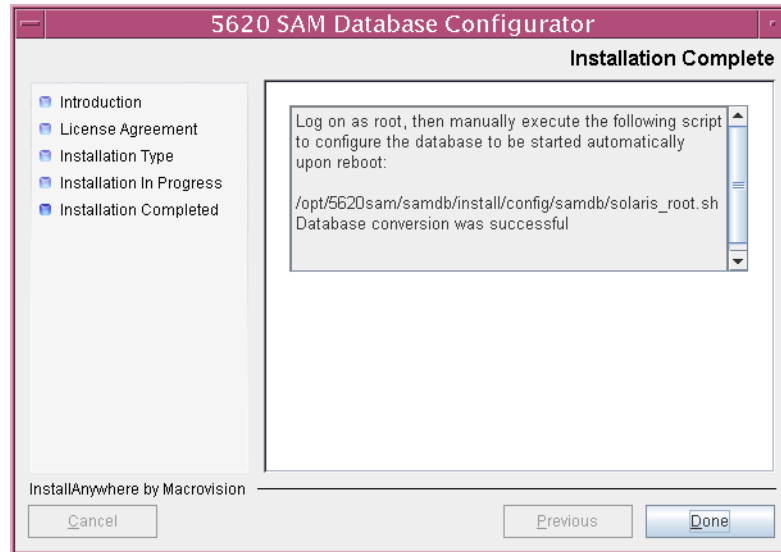 5620 SAM Database Configurator
Installation Complete
Introduction
License Agreement
Installation Type
Installation In Progress
Installation Completed
Log on as root, then manually execute the following script
to configure the database to be started automatically
upon reboot:
/opt/5620sam/samdb/install/config/samdb/solaris_root.sh
Database conversion was successful
InstallAnywhere by Macrovision
Cancel
Previous
Done